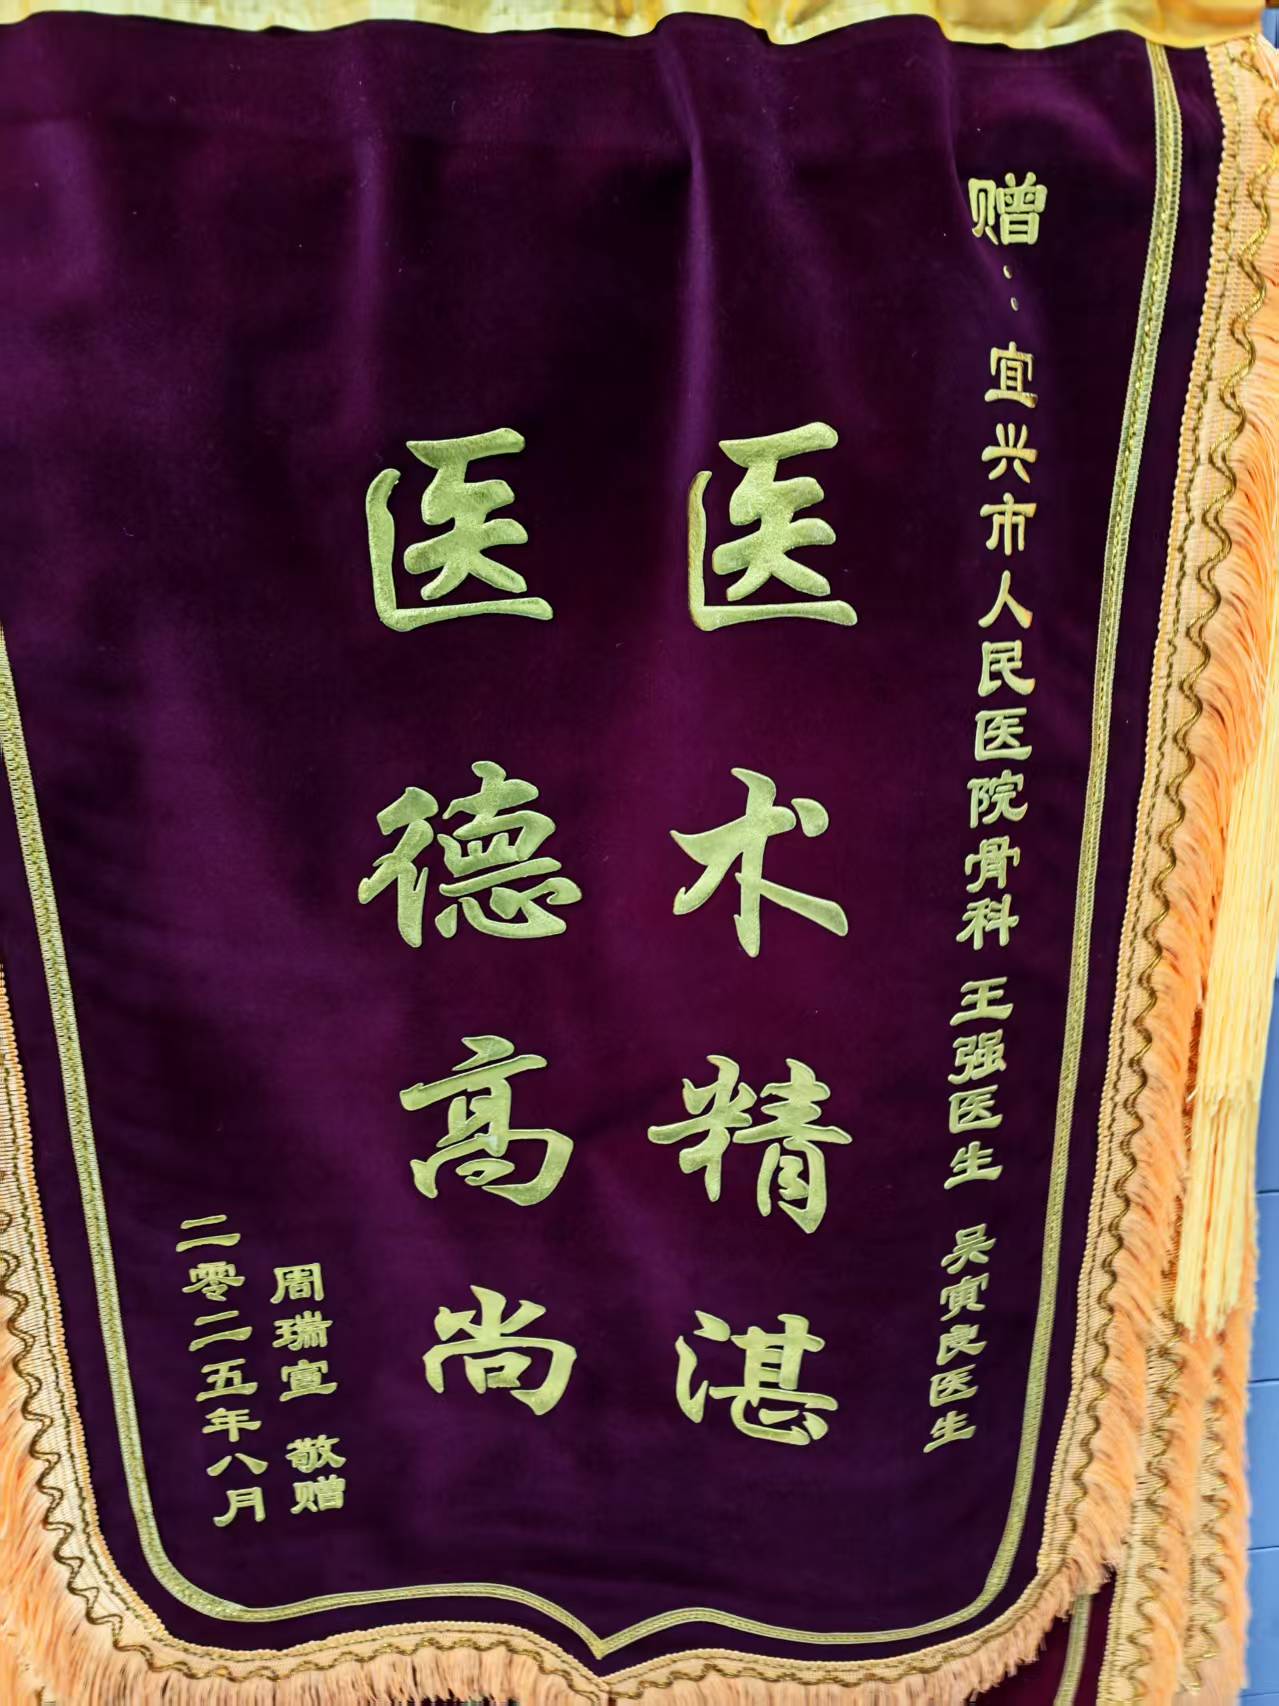 赠：宜兴市人民医院骨科 王强医生 吴寅良医生
医术精湛
医德高尚
周瑞宣 敬赠
二零二五年八月